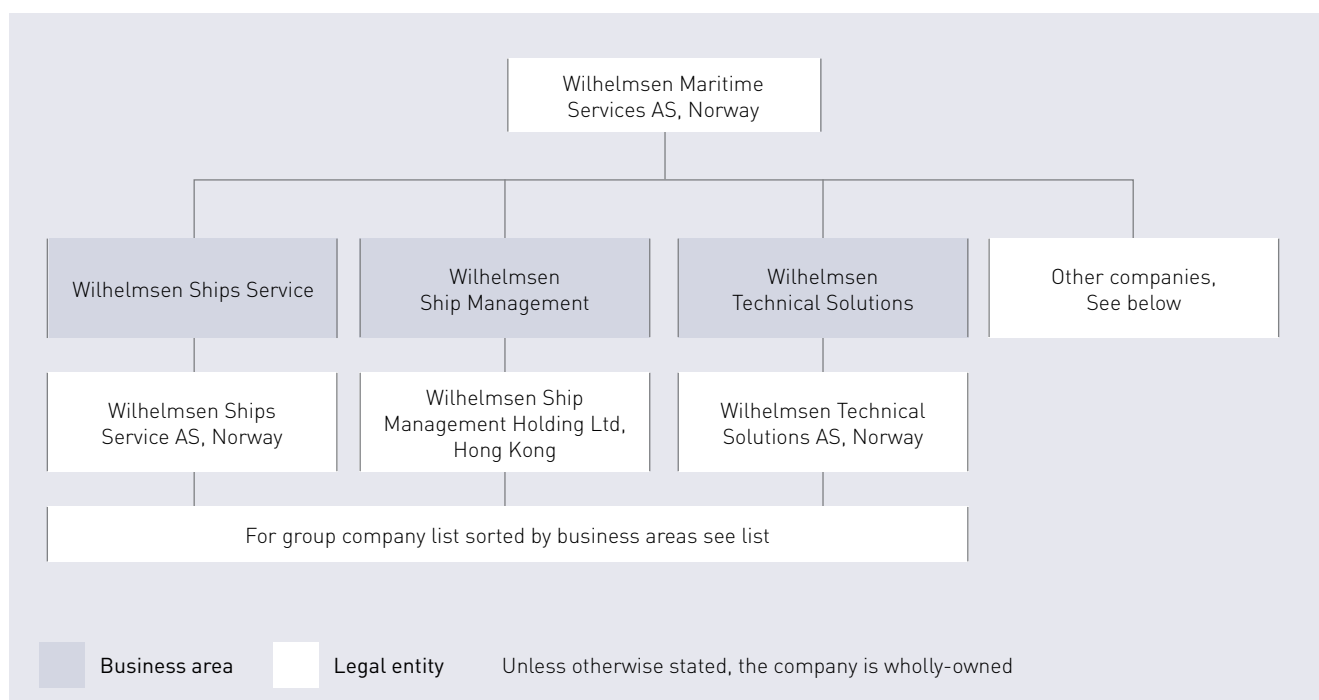 Wilhelmsen Maritime
Services AS, Norway
Wilhelmsen Ships Service
Wilhelmsen
Ship Management
Wilhelmsen
Technical Solutions
Other companies,
See below
Wilhelmsen Ships
Service AS, Norway
Wilhelmsen Ship
Management Holding Ltd,
Hong Kong
Wilhelmsen Technical
Solutions AS, Norway
For group company list sorted by business areas see list
Business area
Legal entity
Unless otherwise stated, the company is wholly-owned